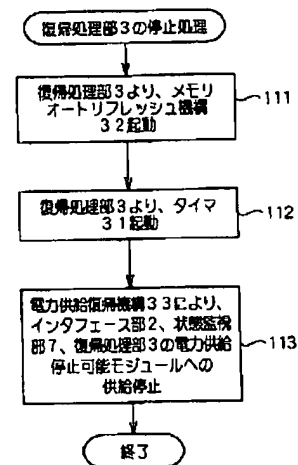 復帰処理部3の停止処理
復帰処理部3より、メモリ
オートリフレッシュ機構
32起動
111
復帰処理部3より、タイマ
31起動
112
電力供給復帰機構33により、
インタフェース部2、状態監視
部7、復帰処理部3の電力供給
停止可能モジュールへの
供給停止
113
終了